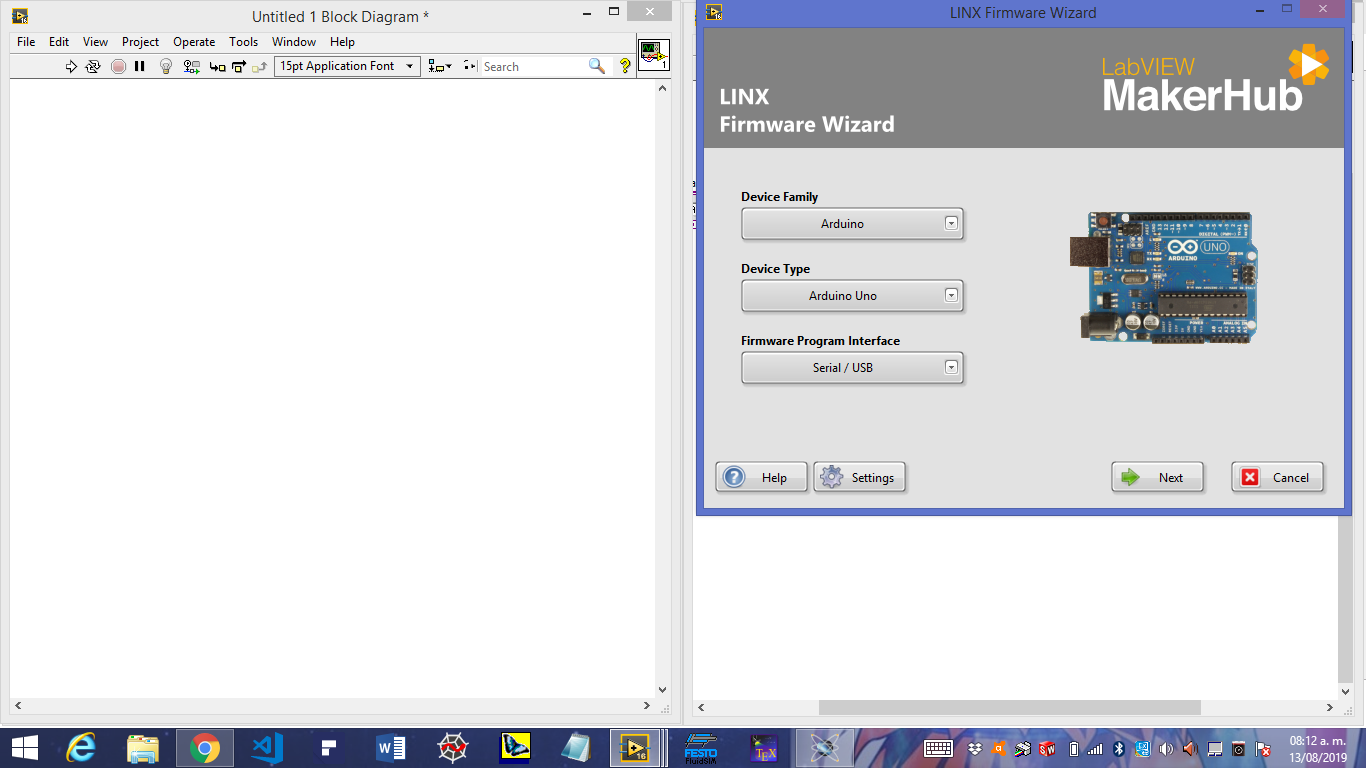 Untitled 1 Block Diagram *
File Edit View Project Operate Tools Window Help
15pt Application Font
Search
1
LINX Firmware Wizard
LINX
Firmware Wizard
LabVIEW
MakerHub
Device Family
Arduino
Device Type
Arduino Uno
Firmware Program Interface
Serial / USB
UNO
ARDUINO
Help
Settings
Next
Cancel
FESTO
FluidSIM
TEX
16
08:12 a. m.
13/08/2019